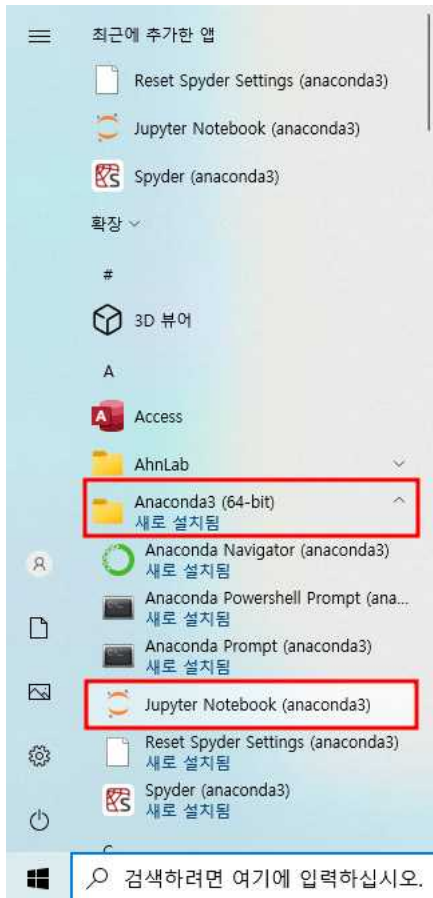 최근에 추가한 앱
Reset Spyder Settings (anaconda3)
Jupyter Notebook (anaconda3)
Spyder (anaconda3)
확장
#
3D 뷰어
A
Access
AhnLab
Anaconda3 (64-bit)
새로 설치됨
Anaconda Navigator (anaconda3)
새로 설치됨
Anaconda Powershell Prompt (ana...
새로 설치됨
Anaconda Prompt (anaconda3)
새로 설치됨
Jupyter Notebook (anaconda3)
Reset Spyder Settings (anaconda3)
새로 설치됨
Spyder (anaconda3)
새로 설치됨
검색하려면 여기에 입력하십시오.